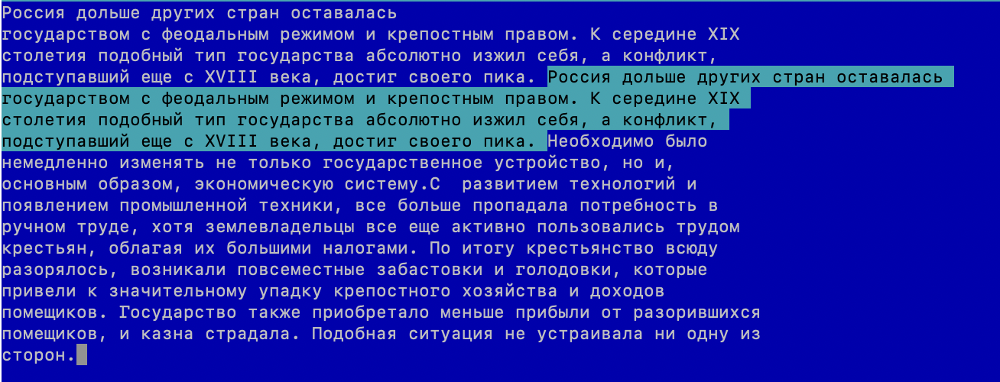 Россия дольше других стран оставалась
государством с феодальным режимом и крепостным правом. К середине XIX
столетия подобный тип государства абсолютно изжил себя, а конфликт,
подступавший еще с XVIII века, достиг своего пика. Россия дольше других стран оставалась
государством с феодальным режимом и крепостным правом. К середине XIX
столетия подобный тип государства абсолютно изжил себя, а конфликт,
подступавший еще с XVIII века, достиг своего пика. Необходимо было
немедленно изменять не только государственное устройство, но и,
основным образом, экономическую систему.С  развитием технологий и
появлением промышленной техники, все больше пропадала потребность в
ручном труде, хотя землевладельцы все еще активно пользовались трудом
крестьян, облагая их большими налогами. По итогу крестьянство всюду
разорялось, возникали повсеместные забастовки и голодовки, которые
привели к значительному упадку крепостного хозяйства и доходов
помещиков. Государство также приобретало меньше прибыли от разорившихся
помещиков, и казна страдала. Подобная ситуация не устраивала ни одну из
сторон.